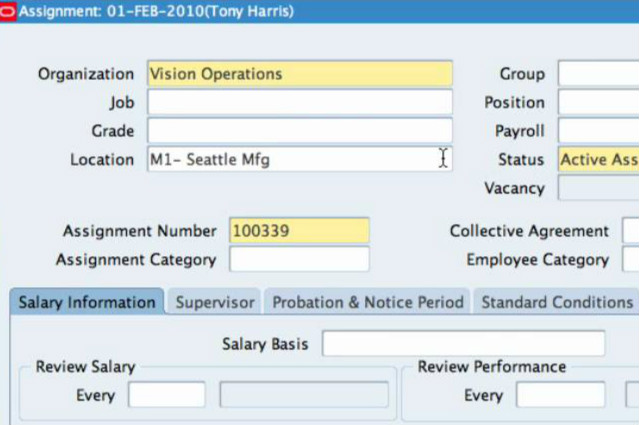 Assignment: 01-FEB-2010(Tony Harris)
Organization Vision Operations Group
Job Position
Grade Payroll
Location M1- Seattle Mfg Status Active Ass
Vacancy
Assignment Number 100339 Collective Agreement
Assignment Category Employee Category
Salary Information Supervisor Probation & Notice Period Standard Conditions
Salary Basis
Review Salary Review Performance
Every Every